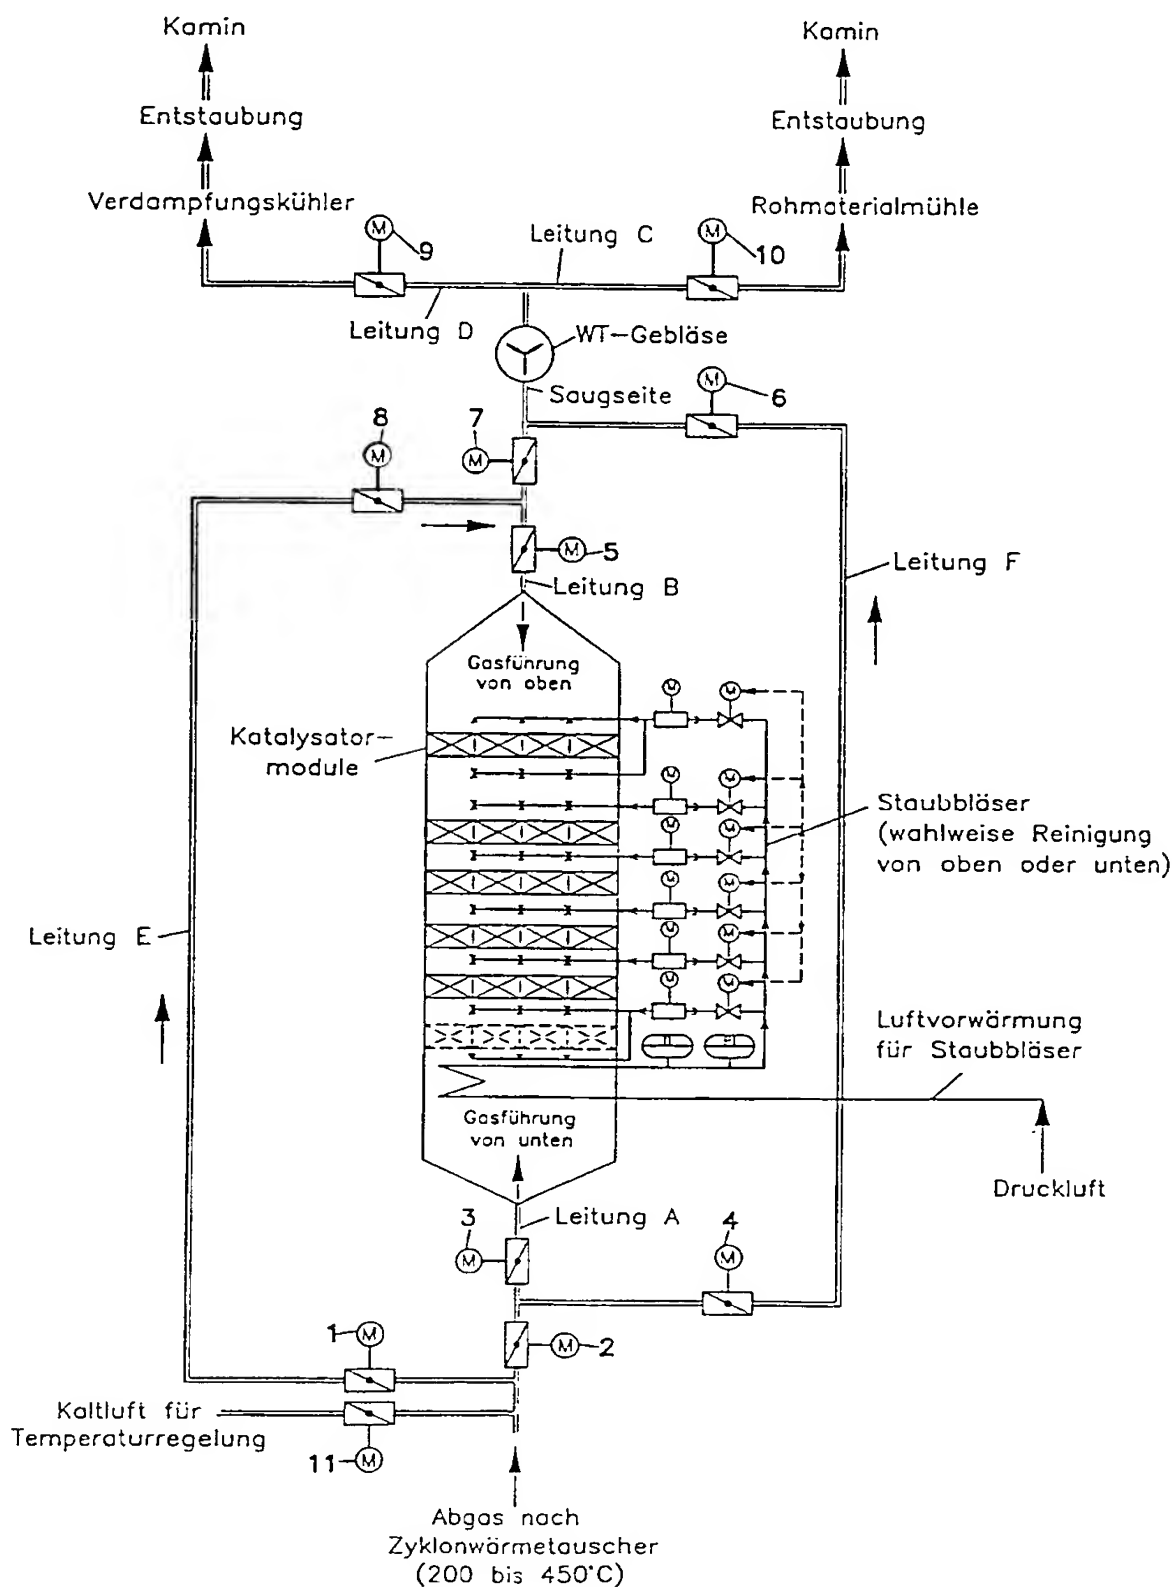 Kamin
Kamin
Entstaubung
Entstaubung
Verdampfungskühler
Rohmaterialmühle
M
9
Leitung C
M
10
Leitung D
WT-Gebläse
Saugseite
M
6
8
M
7
M
M
5
Leitung B
Leitung F
Gasführung
von oben
Katalysator-
module
M
M
M
M
M
M
M
M
M
M
M
M
Staubbläser
(wahlweise Reinigung
von oben oder unten)
Leitung E
Luftvorwärmung
für Staubbläser
Gasführung
von unten
Druckluft
Leitung A
3
M
4
M
1
M
M
2
Kaltluft für
Temperaturregelung
11
M
Abgas nach
Zyklonwärmetauscher
(200 bis 450°C)